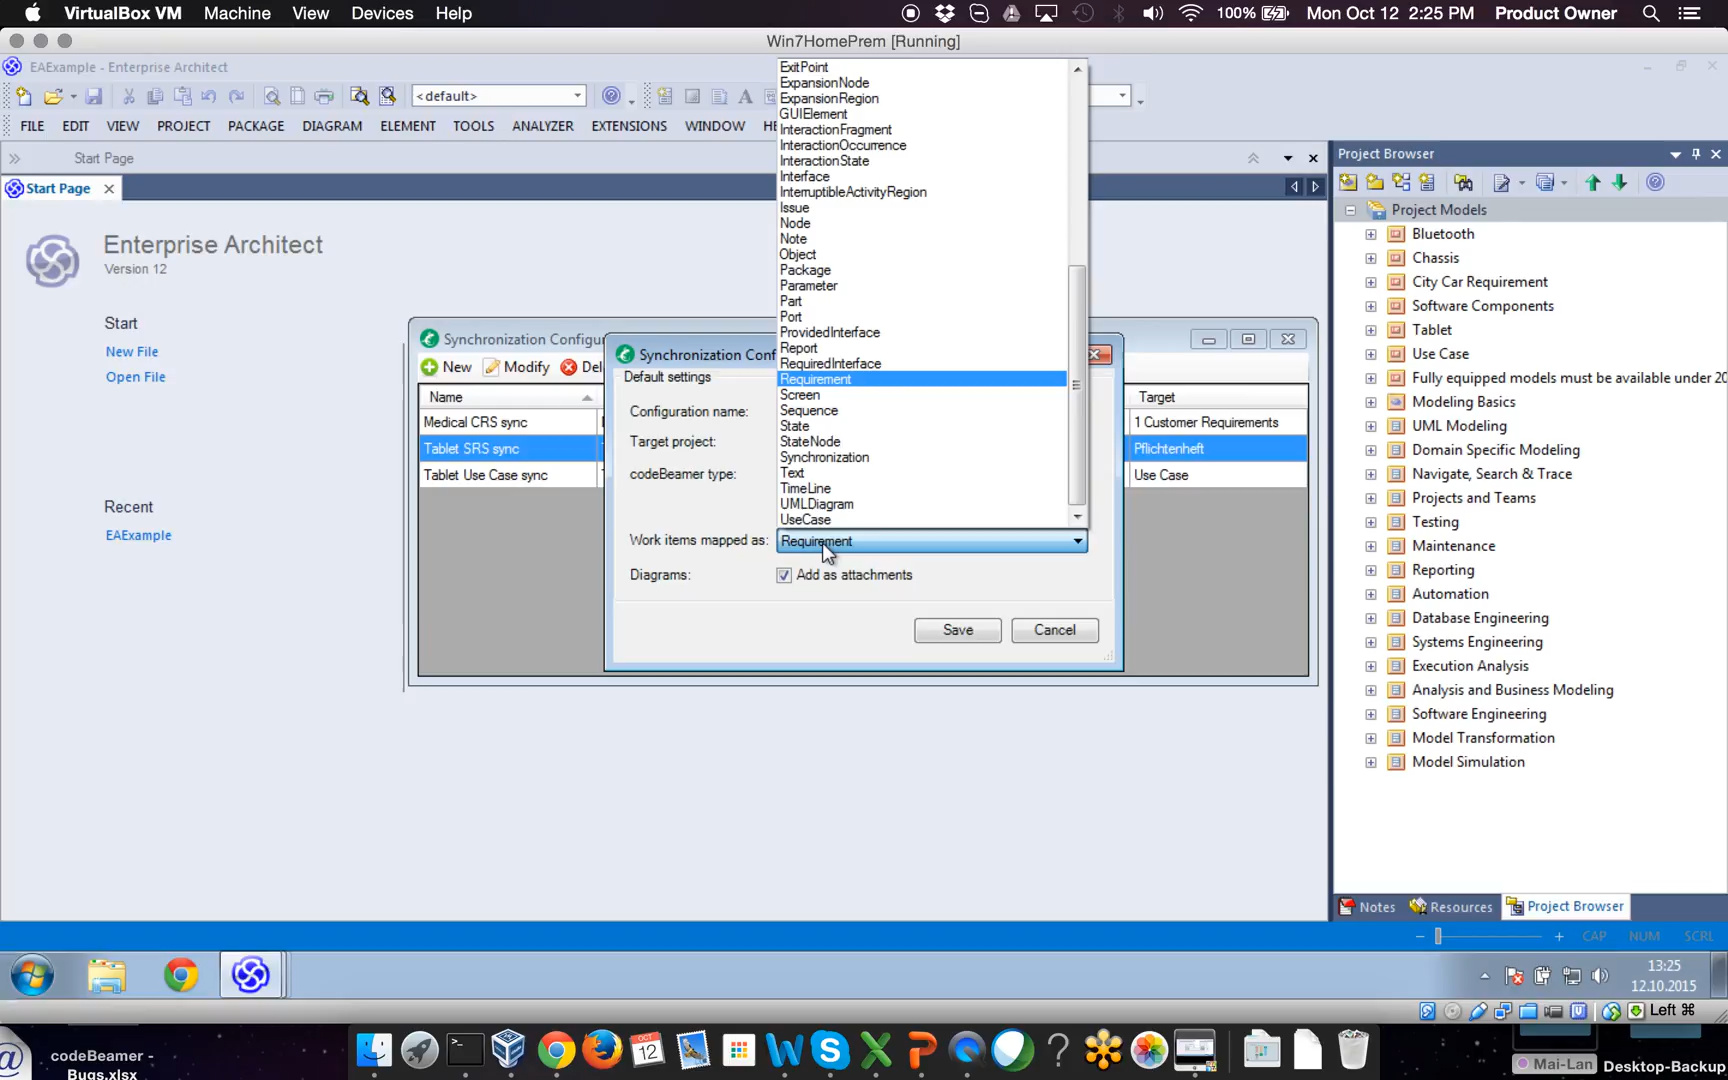 VirtualBox VM Machine View Devices Help 100% Mon Oct 12 2:25 PM Product Owner
Win7HomePrem [Running]
EAExample - Enterprise Architect
<default>
FILE EDIT VIEW PROJECT PACKAGE DIAGRAM ELEMENT TOOLS ANALYZER EXTENSIONS WINDOW HE
Start Page
Start Page
Enterprise Architect
Version 12
Start
New File
Open File
Recent
EAExample
Synchronization Configu
New Modify Del
Name
Medical CRS sync
Tablet SRS sync
Tablet Use Case sync
Target
1 Customer Requirements
Pflichtenheft
Use Case
Synchronization Conf
Default settings
Configuration name:
Target project:
codeBeamer type:
Work items mapped as: Requirement
Diagrams: Add as attachments
Save Cancel
ExitPoint
ExpansionNode
ExpansionRegion
GUIElement
InteractionFragment
InteractionOccurrence
InteractionState
Interface
InterruptibleActivityRegion
Issue
Node
Note
Object
Package
Parameter
Part
Port
ProvidedInterface
Report
RequiredInterface
Requirement
Screen
Sequence
State
StateNode
Synchronization
Text
TimeLine
UMLDiagram
UseCase
Project Browser
Project Models
Bluetooth
Chassis
City Car Requirement
Software Components
Tablet
Use Case
Fully equipped models must be available under 20
Modeling Basics
UML Modeling
Domain Specific Modeling
Navigate, Search & Trace
Projects and Teams
Testing
Maintenance
Reporting
Automation
Database Engineering
Systems Engineering
Execution Analysis
Analysis and Business Modeling
Software Engineering
Model Transformation
Model Simulation
Notes Resources Project Browser
CAP NUM SCRL
13:25
12.10.2015
Left ⌘
codeBeamer -
Bugs.xlsx
OCT
12
Mai-Lan
Desktop-Backup